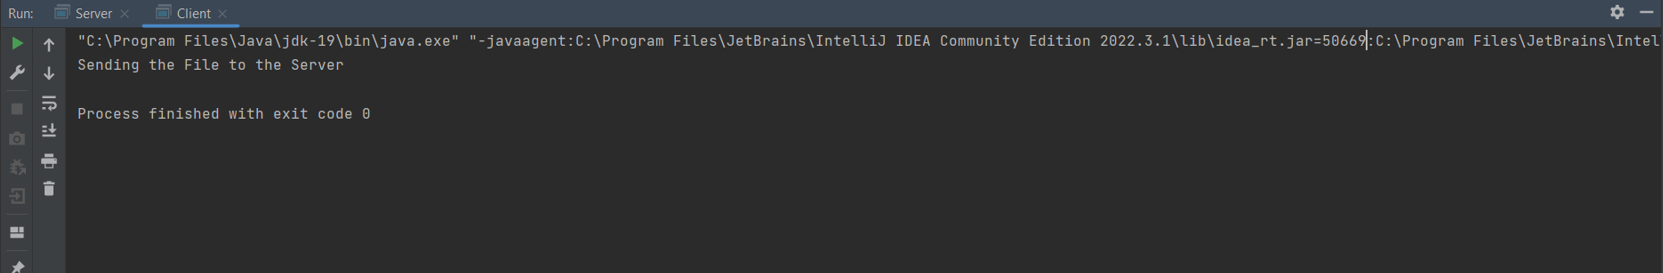 Run: Server Client
"C:\Program Files\Java\jdk-19\bin\java.exe" "-javaagent:C:\Program Files\JetBrains\IntelliJ IDEA Community Edition 2022.3.1\lib\idea_rt.jar=50669:C:\Program Files\JetBrains\Intel
Sending the File to the Server
Process finished with exit code 0